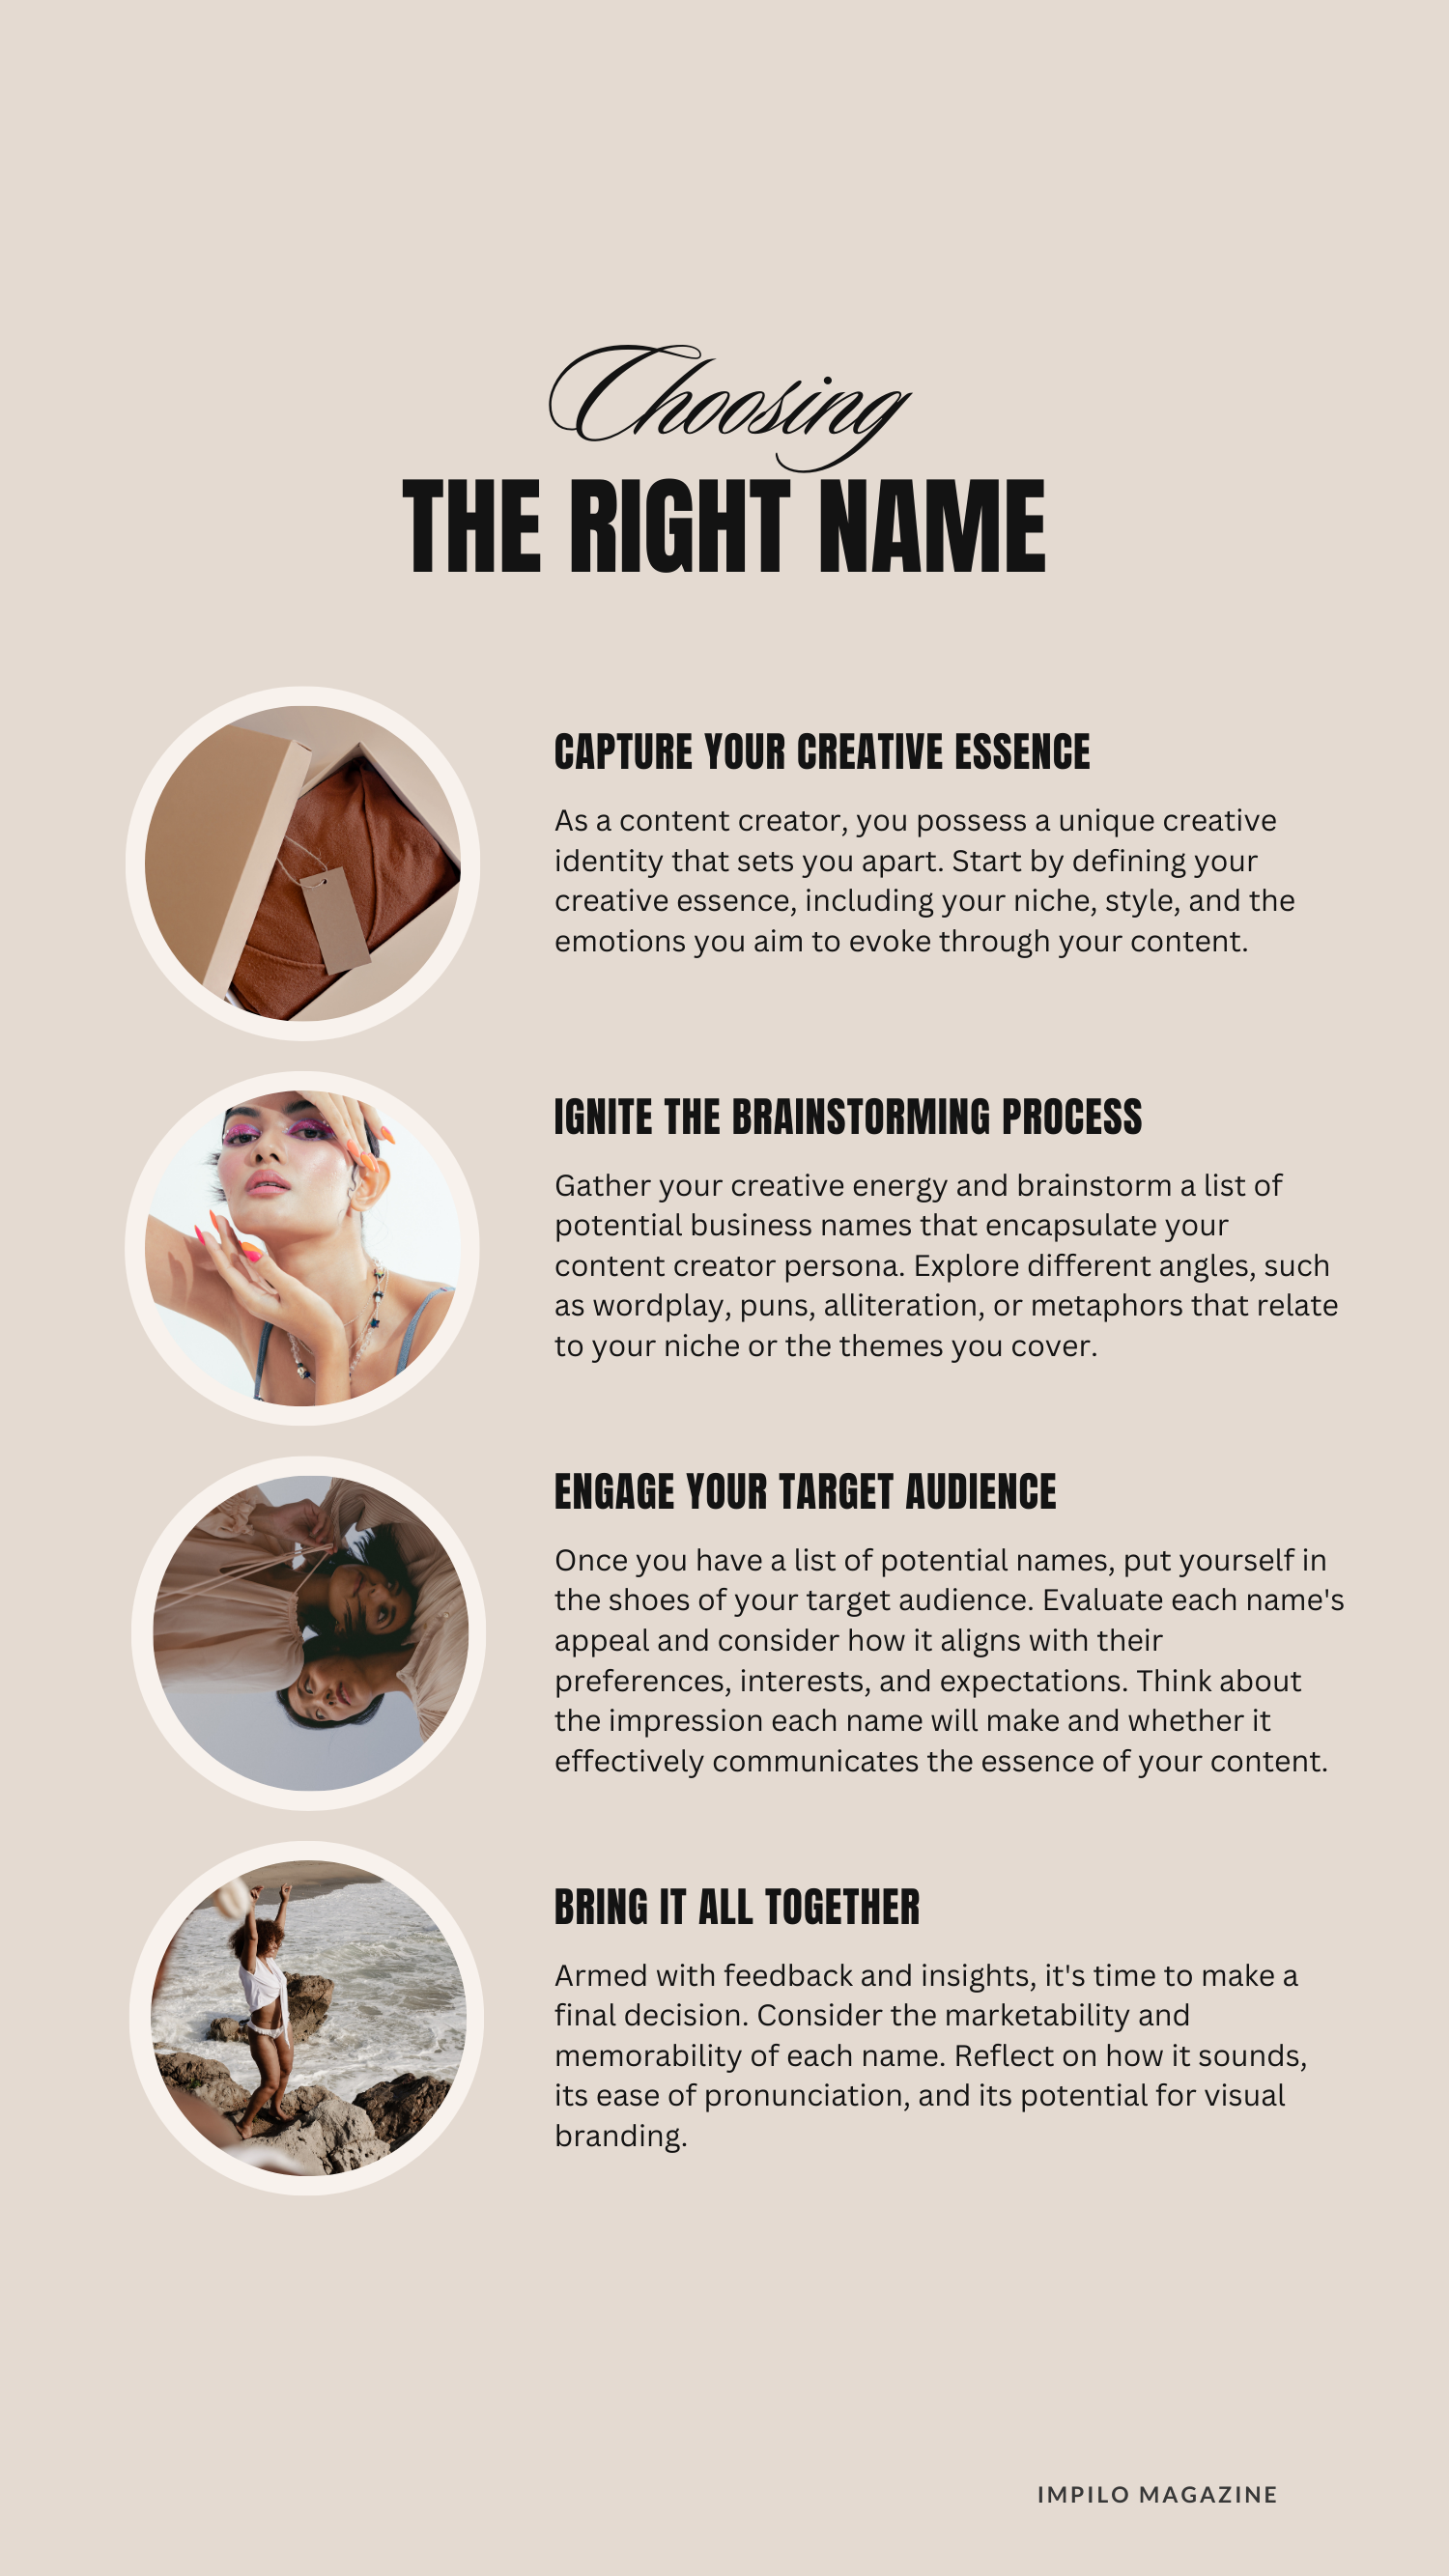 Choosing
THE RIGHT NAME
CAPTURE YOUR CREATIVE ESSENCE
As a content creator, you possess a unique creative
identity that sets you apart. Start by defining your
creative essence, including your niche, style, and the
emotions you aim to evoke through your content.
IGNITE THE BRAINSTORMING PROCESS
Gather your creative energy and brainstorm a list of
potential business names that encapsulate your
content creator persona. Explore different angles, such
as wordplay, puns, alliteration, or metaphors that relate
to your niche or the themes you cover.
ENGAGE YOUR TARGET AUDIENCE
Once you have a list of potential names, put yourself in
the shoes of your target audience. Evaluate each name's
appeal and consider how it aligns with their
preferences, interests, and expectations. Think about
the impression each name will make and whether it
effectively communicates the essence of your content.
BRING IT ALL TOGETHER
Armed with feedback and insights, it's time to make a
final decision. Consider the marketability and
memorability of each name. Reflect on how it sounds,
its ease of pronunciation, and its potential for visual
branding.
IMPILO MAGAZINE